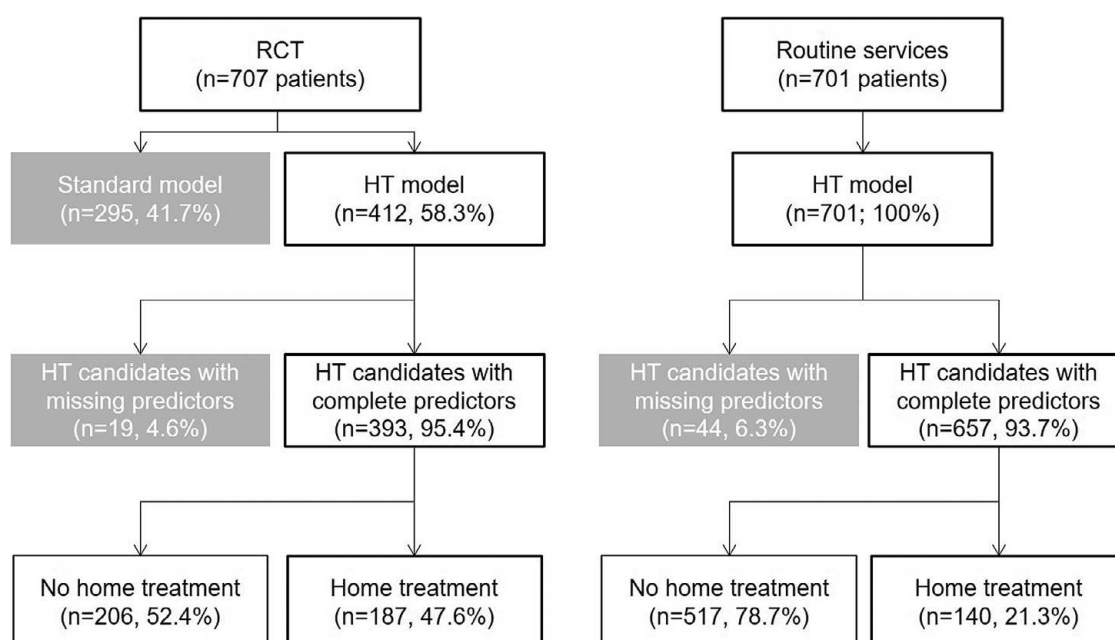 RCT
(n=707 patients)
Routine services
(n=701 patients)
Standard model
(n=295, 41.7%)
HT model
(n=412, 58.3%)
HT model
(n=701; 100%)
HT candidates with
missing predictors
(n=19, 4.6%)
HT candidates with
complete predictors
(n=393, 95.4%)
HT candidates with
missing predictors
(n=44, 6.3%)
HT candidates with
complete predictors
(n=657, 93.7%)
No home treatment
(n=206, 52.4%)
Home treatment
(n=187, 47.6%)
No home treatment
(n=517, 78.7%)
Home treatment
(n=140, 21.3%)